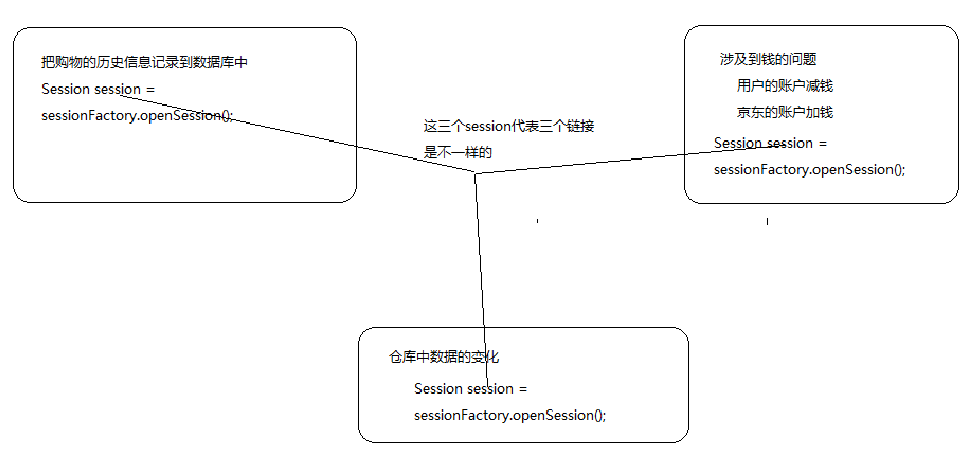 把购物的历史信息记录到数据库中
Session session =
sessionFactory.openSession();
这三个session代表三个链接
是不一样的
涉及到钱的问题
用户的账户减钱
京东的账户加钱
Session session =
sessionFactory.openSession();
仓库中数据的变化
Session session =
sessionFactory.openSession();